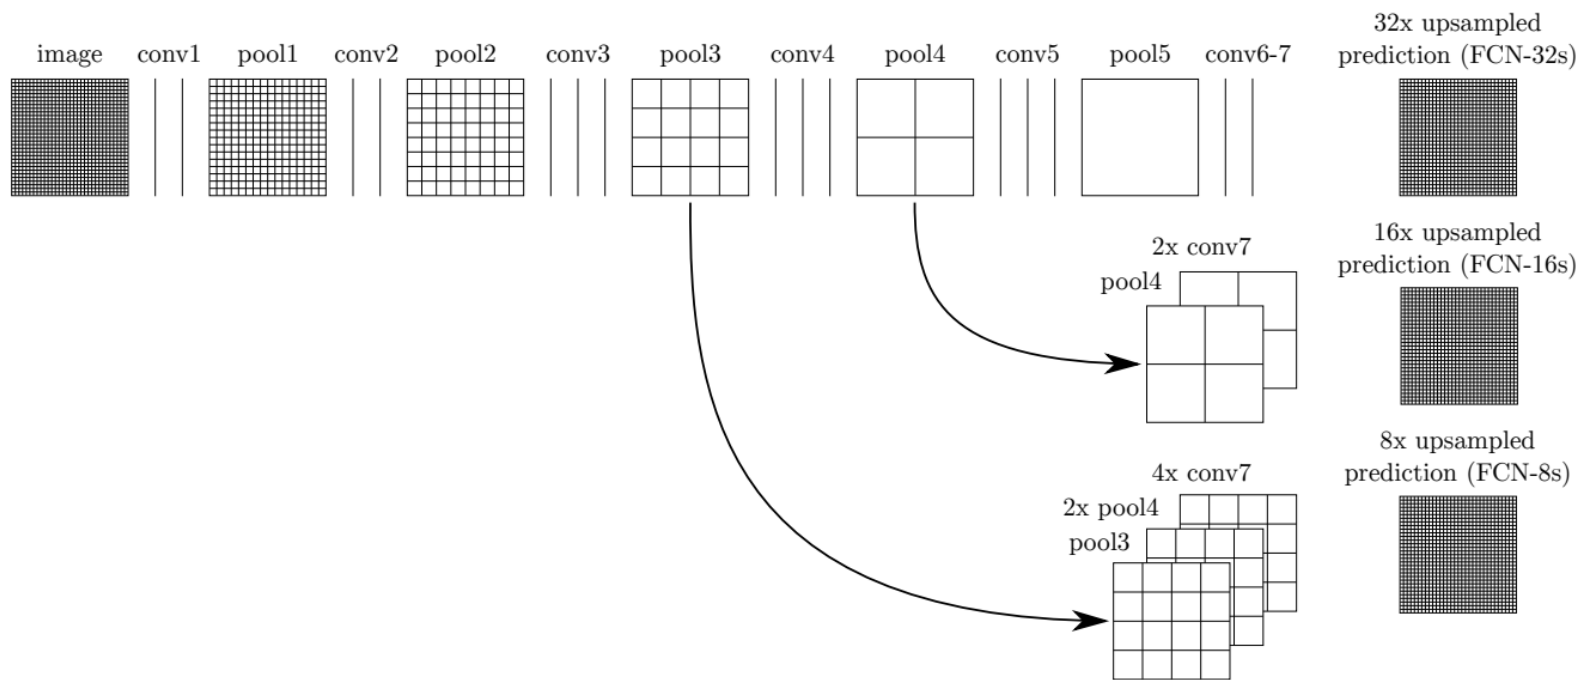 image conv1 pool1 conv2 pool2 conv3 pool3 conv4 pool4 conv5 pool5 conv6-7
32x upsampled
prediction (FCN-32s)
2x conv7
pool4
16x upsampled
prediction (FCN-16s)
4x conv7
2x pool4
pool3
8x upsampled
prediction (FCN-8s)